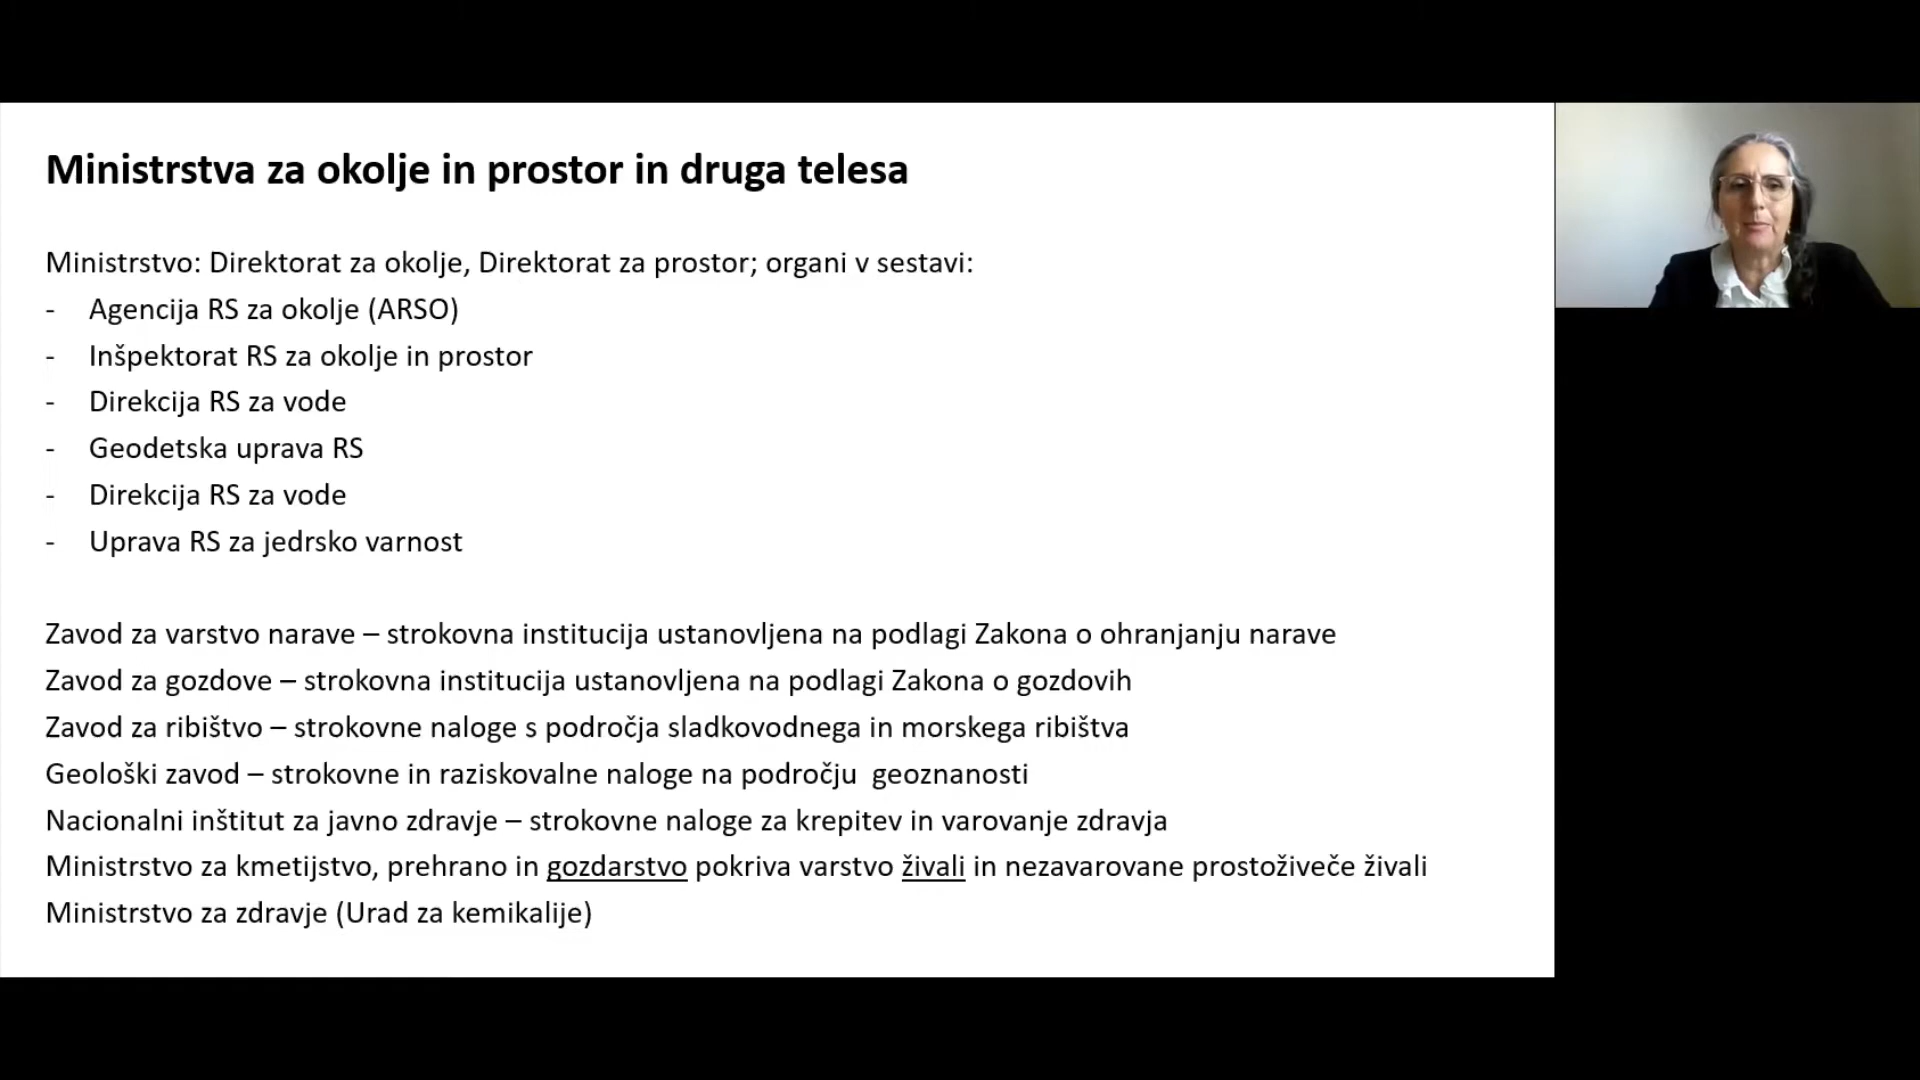 Ministrstva za okolje in prostor in druga telesa
Ministrstvo: Direktorat za okolje, Direktorat za prostor; organi v sestavi:
- Agencija RS za okolje (ARSO)
- Inšpektorat RS za okolje in prostor
- Direkcija RS za vode
- Geodetska uprava RS
- Direkcija RS za vode
- Uprava RS za jedrsko varnost
Zavod za varstvo narave – strokovna institucija ustanovljena na podlagi Zakona o ohranjanju narave
Zavod za gozdove – strokovna institucija ustanovljena na podlagi Zakona o gozdovih
Zavod za ribištvo – strokovne naloge s področja sladkovodnega in morskega ribištva
Geološki zavod – strokovne in raziskovalne naloge na področju  geoznanosti
Nacionalni inštitut za javno zdravje – strokovne naloge za krepitev in varovanje zdravja
Ministrstvo za kmetijstvo, prehrano in gozdarstvo pokriva varstvo živali in nezavarovane prostoživeče živali
Ministrstvo za zdravje (Urad za kemikalije)